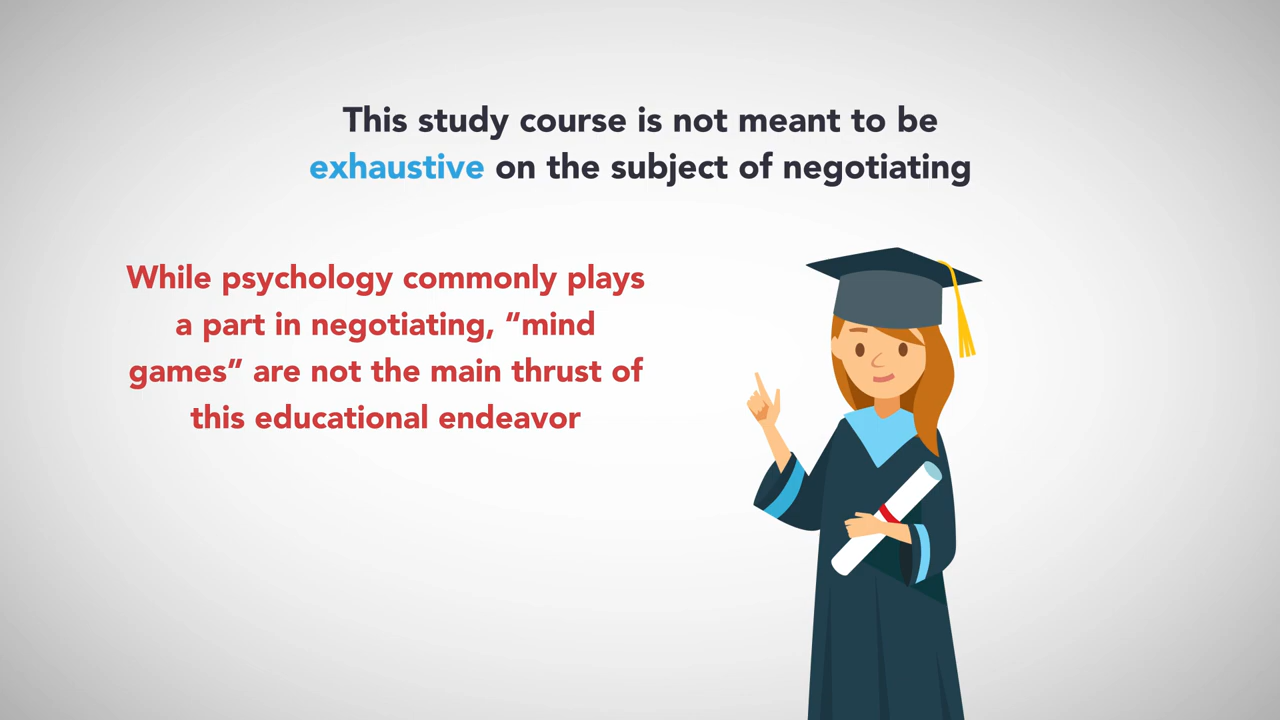 This study course is not meant to be
exhaustive on the subject of negotiating
While psychology commonly plays
a part in negotiating, “mind
games” are not the main thrust of
this educational endeavor